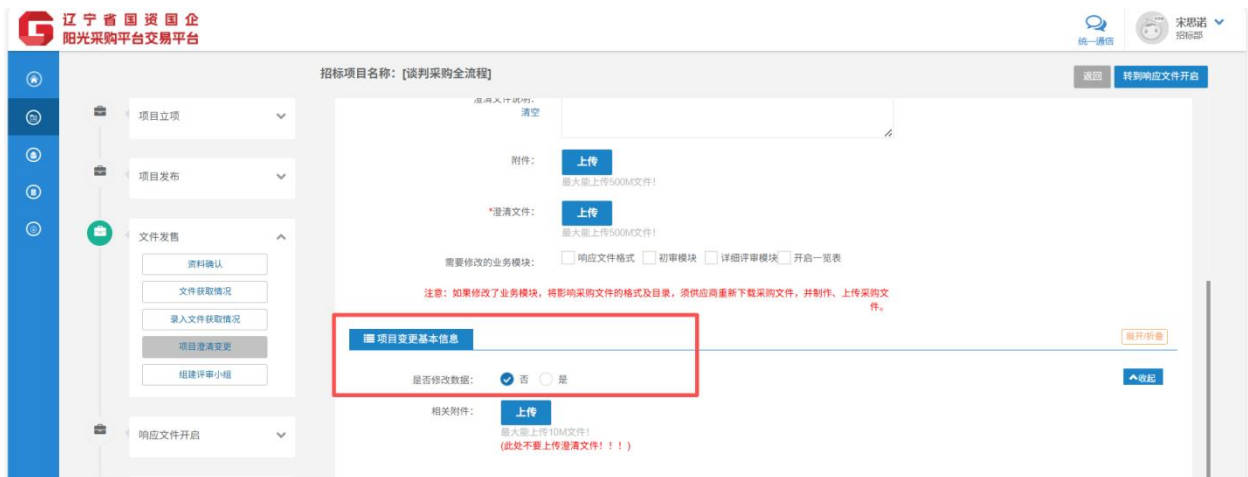 辽宁省国资国企
阳光采购平台交易平台
统一通信
宋思诺
招标部
招标项目名称：[谈判采购全流程]
返回
转到响应文件开启
项目立项
项目发布
文件发售
资料确认
文件获取情况
录入文件获取情况
项目澄清变更
组建评审小组
响应文件开启
澄清文件说明：
清空
附件：
上传
最大能上传500M文件！
*澄清文件：
上传
最大能上传500M文件！
需要修改的业务模块：
响应文件格式 初审模块 详细评审模块 开启一览表
注意：如果修改了业务模块，将影响采购文件的格式及目录，须供应商重新下载采购文件，并制作、上传采购文
件。
项目变更基本信息
展开/折叠
是否修改数据：
否 是
收起
相关附件：
上传
最大能上传10M文件！
(此处不要上传澄清文件！！！)